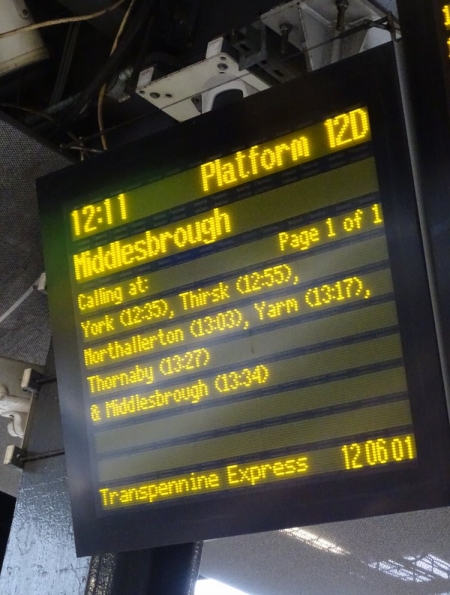 12:11 Platform 12D
Middlesbrough
Page 1 of 1
Calling at:
York (12:35), Thirsk (12:55),
Northallerton (13:03), Yarm (13:17),
Thornaby (13:27)
& Middlesbrough (13:34)
Transpennine Express 12 06 01